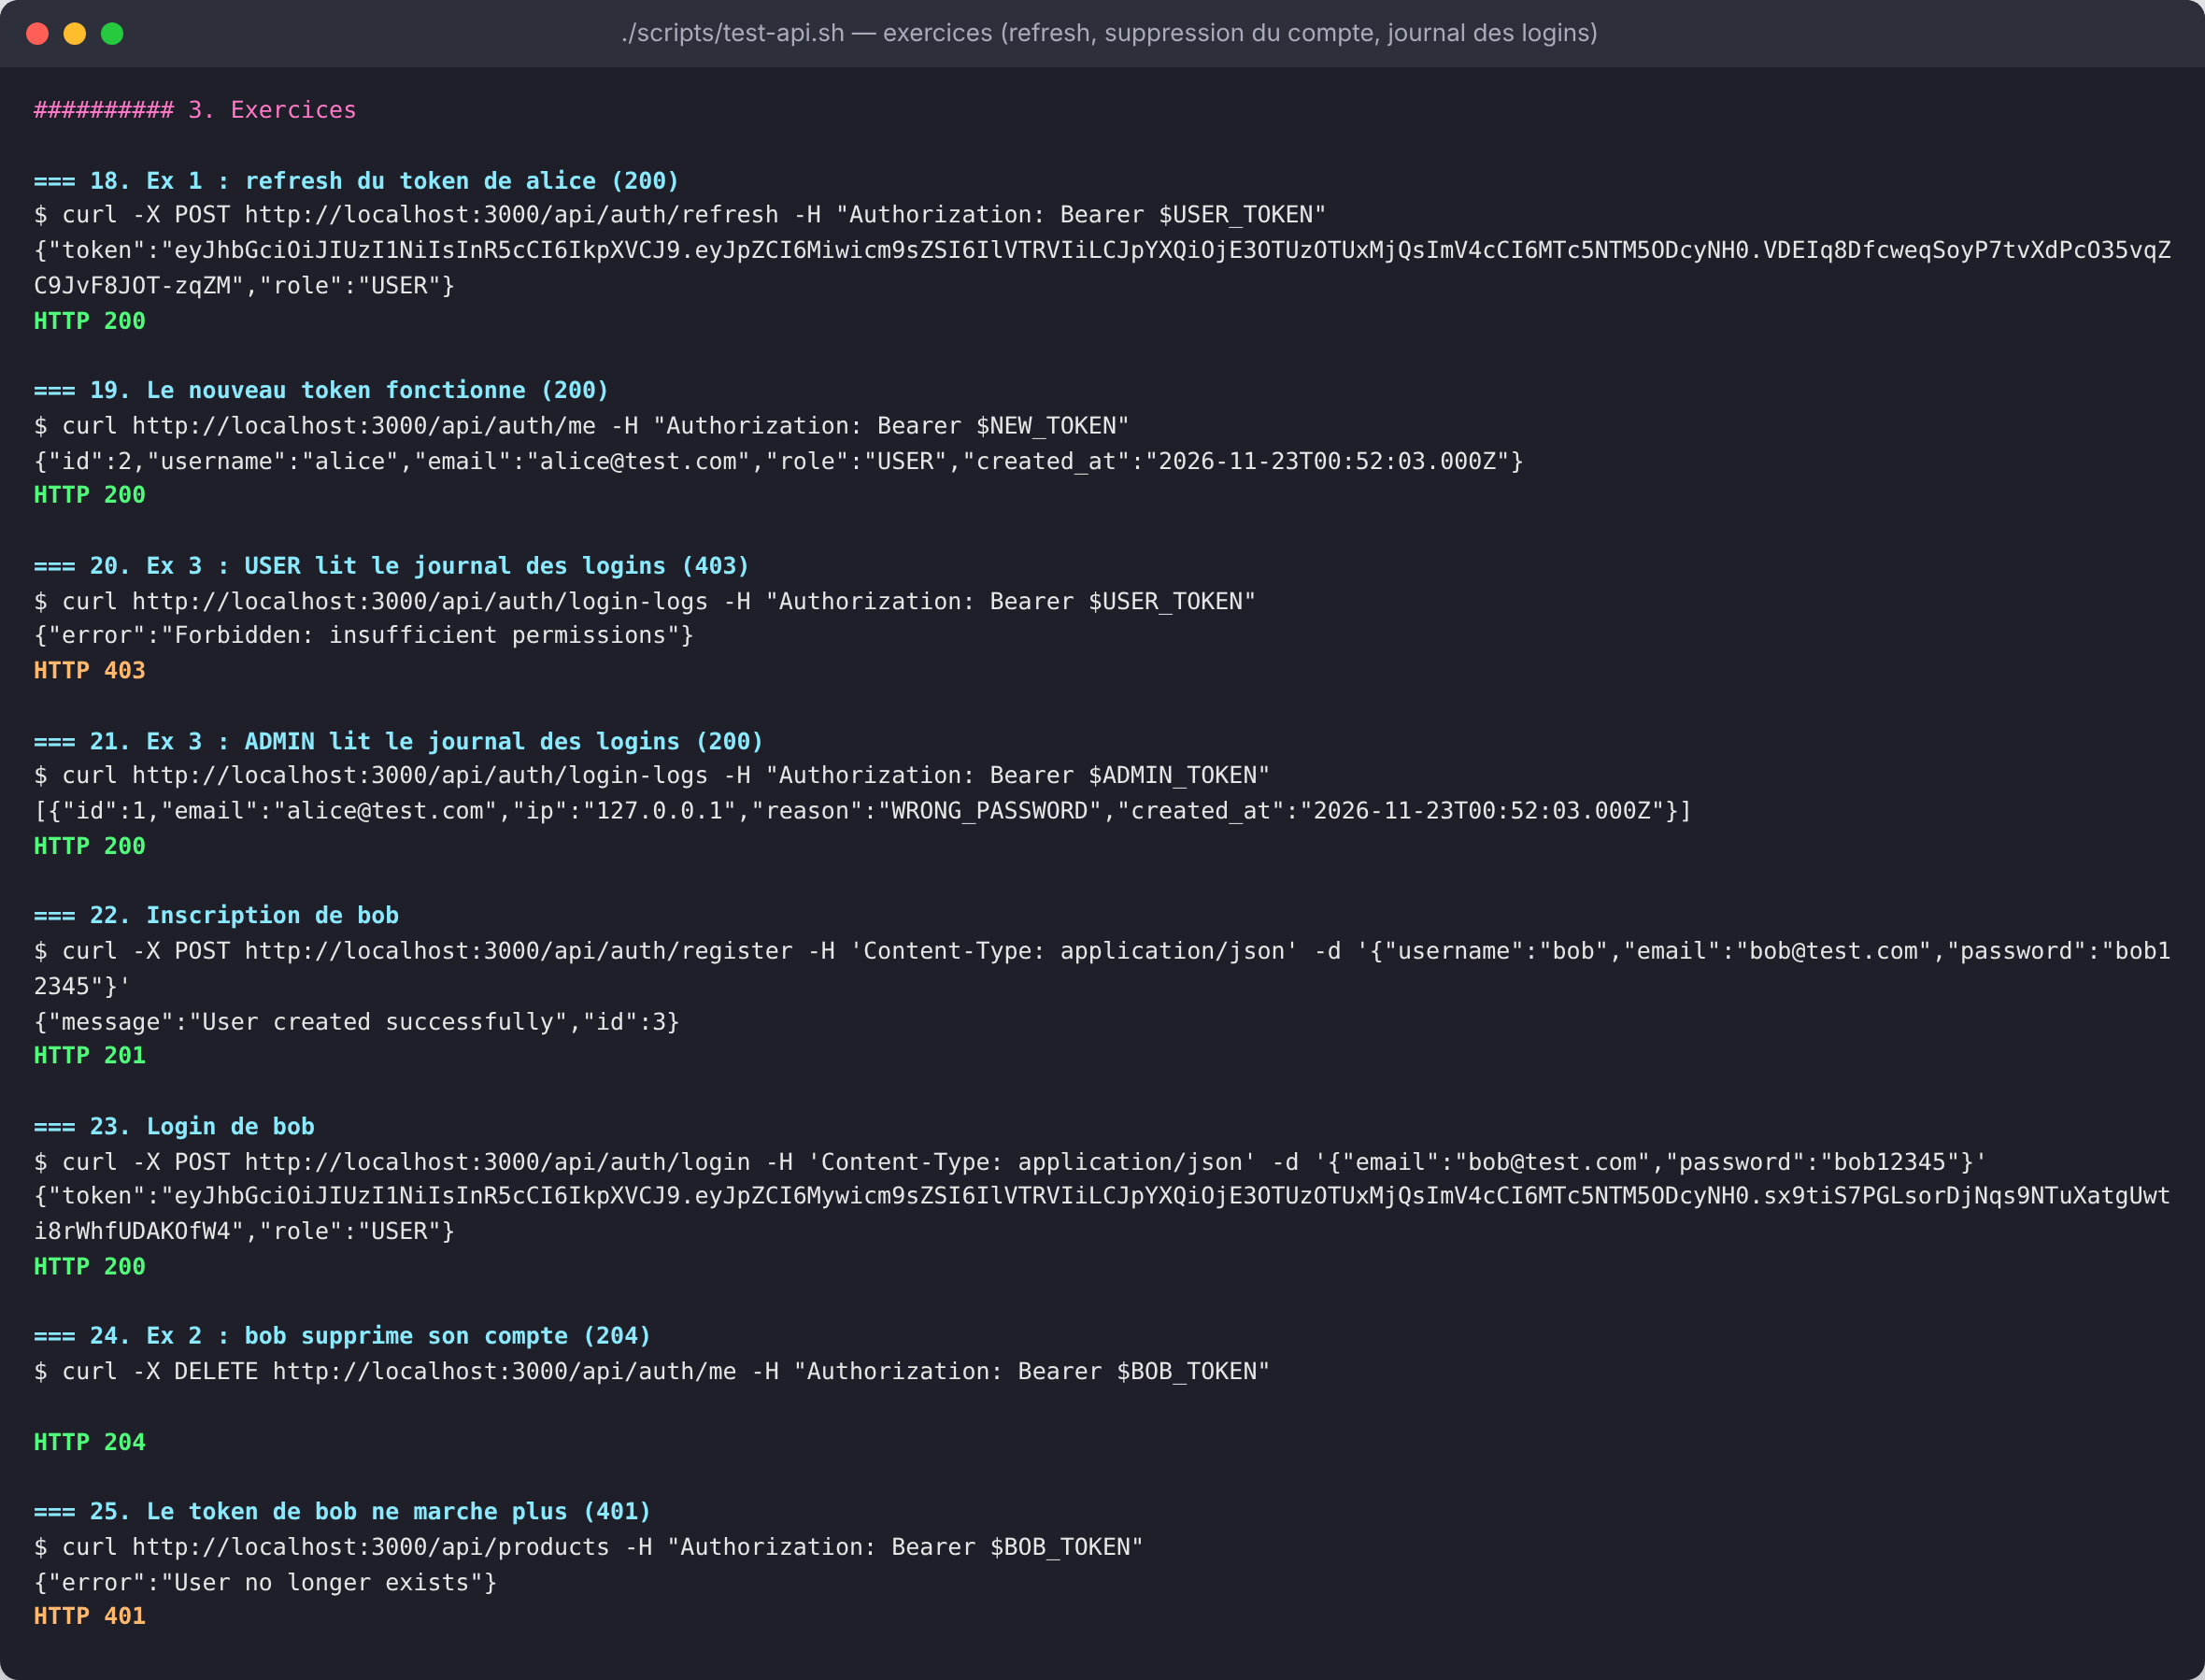 ./scripts/test-api.sh — exercices (refresh, suppression du compte, journal des logins)
########## 3. Exercices
=== 18. Ex 1 : refresh du token de alice (200)
$ curl -X POST http://localhost:3000/api/auth/refresh -H "Authorization: Bearer $USER_TOKEN"
{"token":"eyJhbGciOiJIUzI1NiIsInR5cCI6IkpXVCJ9.eyJpZCI6Miwicm9sZSI6IlVTRVIiLCJpYXQiOjE3OTUzOTUxMjQsImV4cCI6MTc5NTM5ODcyNH0.VDEIq8DfcweqSoyP7tvXdPcO35vqZ
C9JvF8JOT-zqZM","role":"USER"}
HTTP 200
=== 19. Le nouveau token fonctionne (200)
$ curl http://localhost:3000/api/auth/me -H "Authorization: Bearer $NEW_TOKEN"
{"id":2,"username":"alice","email":"alice@test.com","role":"USER","created_at":"2026-11-23T00:52:03.000Z"}
HTTP 200
=== 20. Ex 3 : USER lit le journal des logins (403)
$ curl http://localhost:3000/api/auth/login-logs -H "Authorization: Bearer $USER_TOKEN"
{"error":"Forbidden: insufficient permissions"}
HTTP 403
=== 21. Ex 3 : ADMIN lit le journal des logins (200)
$ curl http://localhost:3000/api/auth/login-logs -H "Authorization: Bearer $ADMIN_TOKEN"
[{"id":1,"email":"alice@test.com","ip":"127.0.0.1","reason":"WRONG_PASSWORD","created_at":"2026-11-23T00:52:03.000Z"}]
HTTP 200
=== 22. Inscription de bob
$ curl -X POST http://localhost:3000/api/auth/register -H 'Content-Type: application/json' -d '{"username":"bob","email":"bob@test.com","password":"bob1
2345"}'
{"message":"User created successfully","id":3}
HTTP 201
=== 23. Login de bob
$ curl -X POST http://localhost:3000/api/auth/login -H 'Content-Type: application/json' -d '{"email":"bob@test.com","password":"bob12345"}'
{"token":"eyJhbGciOiJIUzI1NiIsInR5cCI6IkpXVCJ9.eyJpZCI6Mywicm9sZSI6IlVTRVIiLCJpYXQiOjE3OTUzOTUxMjQsImV4cCI6MTc5NTM5ODcyNH0.sx9tiS7PGLsorDjNqs9NTuXatgUwt
i8rWhfUDAKOfW4","role":"USER"}
HTTP 200
=== 24. Ex 2 : bob supprime son compte (204)
$ curl -X DELETE http://localhost:3000/api/auth/me -H "Authorization: Bearer $BOB_TOKEN"
HTTP 204
=== 25. Le token de bob ne marche plus (401)
$ curl http://localhost:3000/api/products -H "Authorization: Bearer $BOB_TOKEN"
{"error":"User no longer exists"}
HTTP 401